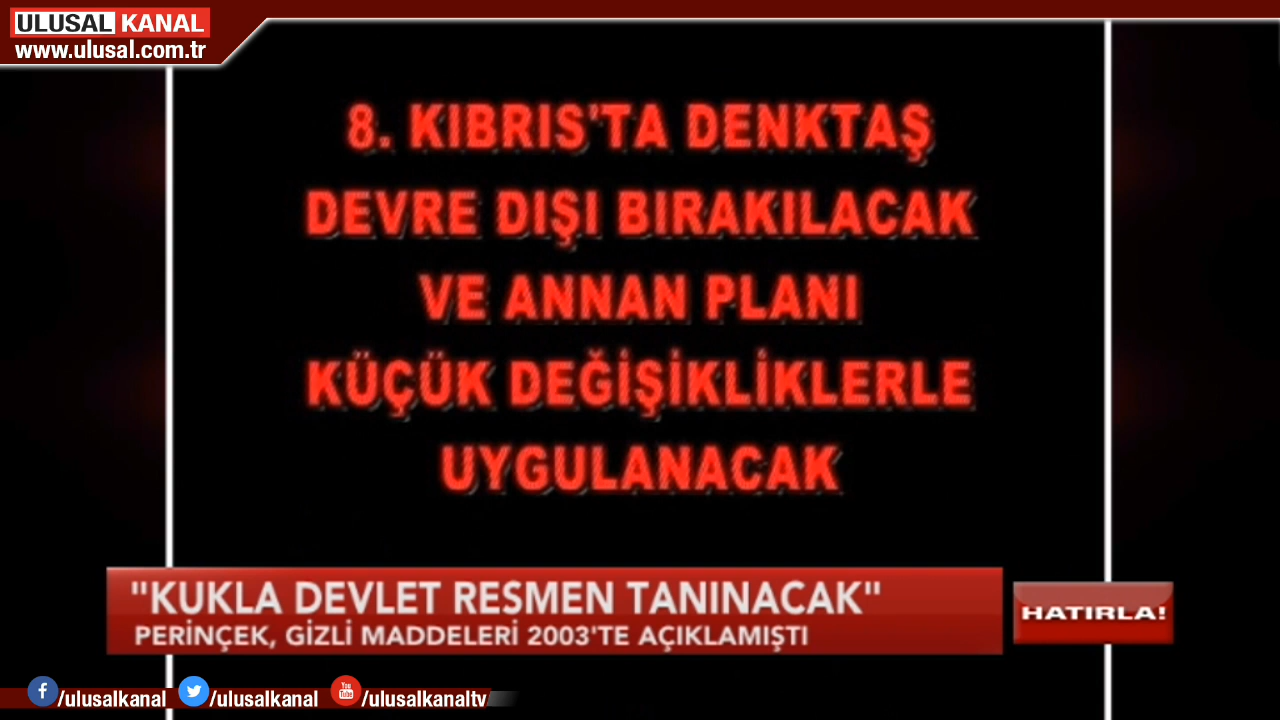 ULUSAL KANAL
www.ulusal.com.tr
8. KIBRIS'TA DENKTAŞ
DEVRE DIŞI BIRAKILACAK
VE ANNAN PLANI
KÜÇÜK DEĞİŞİKLİKLERLE
UYGULANACAK
"KUKLA DEVLET RESMEN TANINACAK"
PERİNÇEK, GİZLİ MADDELERİ 2003'TE AÇIKLAMIŞTI
HATIRLA!
/ulusalkanal /ulusalkanal You Tube /ulusalkanaltv